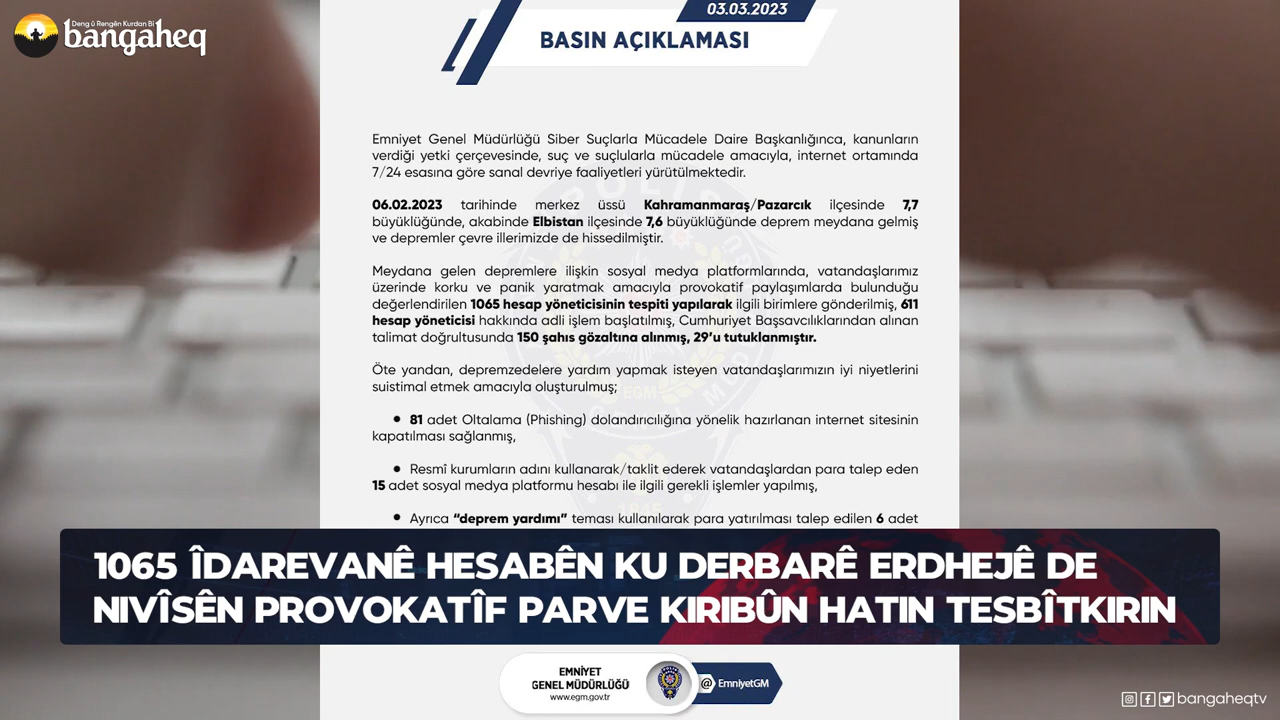 Deng û Rengên Kurdan Bi
bangaheq
03.03.2023
BASIN AÇIKLAMASI
Emniyet Genel Müdürlüğü Siber Suçlarla Mücadele Daire Başkanlığınca, kanunların
verdiği yetki çerçevesinde, suç ve suçlularla mücadele amacıyla, internet ortamında
7/24 esasına göre sanal devriye faaliyetleri yürütülmektedir.
06.02.2023 tarihinde merkez üssü Kahramanmaraş/Pazarcık ilçesinde 7,7
büyüklüğünde, akabinde Elbistan ilçesinde 7,6 büyüklüğünde deprem meydana gelmiş
ve depremler çevre illerimizde de hissedilmiştir.
Meydana gelen depremlere ilişkin sosyal medya platformlarında, vatandaşlarımız
üzerinde korku ve panik yaratmak amacıyla provokatif paylaşımlarda bulunduğu
değerlendirilen 1065 hesap yöneticisinin tespiti yapılarak ilgili birimlere gönderilmiş, 611
hesap yöneticisi hakkında adli işlem başlatılmış, Cumhuriyet Başsavcılıklarından alınan
talimat doğrultusunda 150 şahıs gözaltına alınmış, 29'u tutuklanmıştır.
Öte yandan, depremzedelere yardım yapmak isteyen vatandaşlarımızın iyi niyetlerini
suistimal etmek amacıyla oluşturulmuş;
● 81 adet Oltalama (Phishing) dolandırıcılığına yönelik hazırlanan internet sitesinin
kapatılması sağlanmış,
● Resmî kurumların adını kullanarak/taklit ederek vatandaşlardan para talep eden
15 adet sosyal medya platformu hesabı ile ilgili gerekli işlemler yapılmış,
● Ayrıca “deprem yardımı” teması kullanılarak para yatırılması talep edilen 6 adet
1065 ÎDAREVANÊ HESABÊN KU DERBARÊ ERDHEJÊ DE
NIVÎSÊN PROVOKATÎF PARVE KIRIBÛN HATIN TESBÎTKIRIN
EMNİYET
GENEL MÜDÜRLÜĞÜ
www.egm.gov.tr
@ EmniyetGM
bangaheqtv